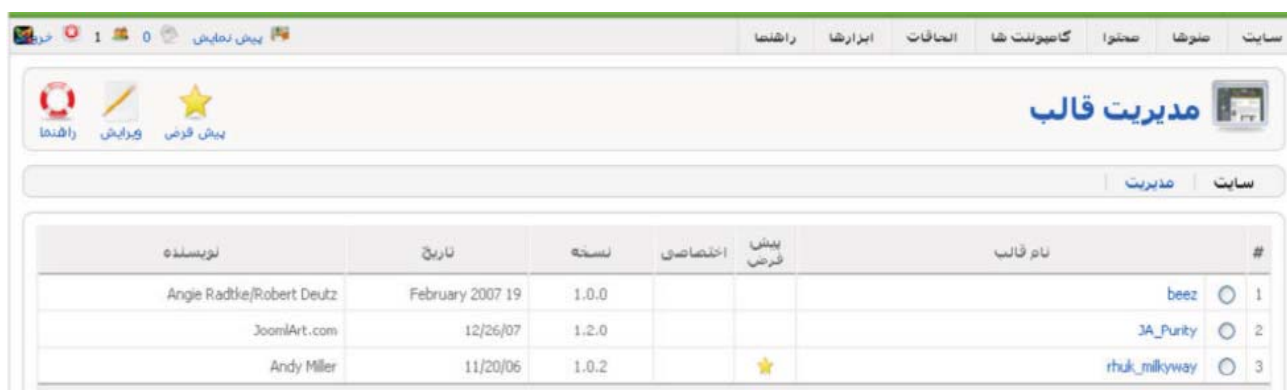 سایت منوها محتوا کامپوننت ها الحاقات ابزارها راهنما پیش نمایش 0 1
مدیریت قالب
پیش فرض ویرایش راهنما
سایت مدیریت
# نام قالب پیش فرض اختصاصی نسخه تاریخ نویسنده
1 beez 1.0.0 February 2007 19 Angie Radtke/Robert Deutz
2 JA_Purity 1.2.0 12/26/07 JoomlArt.com
3 rhuk_milkyway 1.0.2 11/20/06 Andy Miller